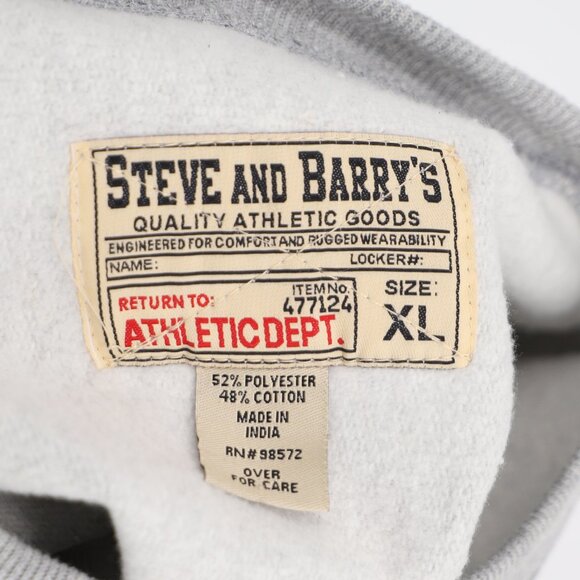 STEVE AND BARRY'S
QUALITY ATHLETIC GOODS
ENGINEERED FOR COMFORT AND RUGGED WEARABILITY
NAME: LOCKER#:
ITEM No. SIZE:
RETURN TO: 477124 XL
ATHLETIC DEPT.
52% POLYESTER
48% COTTON
MADE IN
INDIA
RN# 98572
OVER
FOR CARE